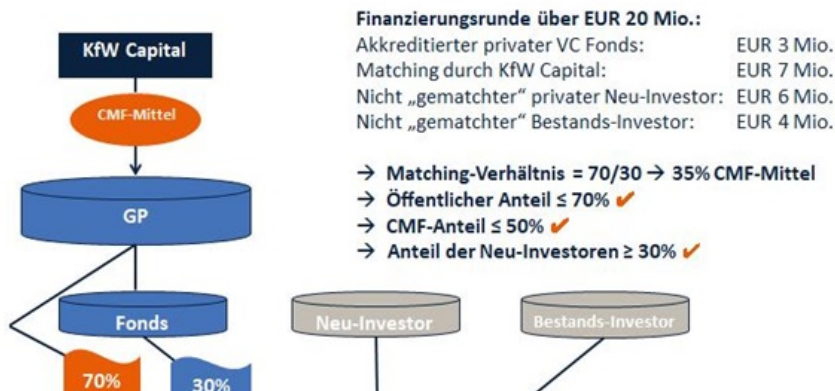 Finanzierungsrunde über EUR 20 Mio.:
Akkreditierter privater VC Fonds: EUR 3 Mio.
Matching durch KfW Capital: EUR 7 Mio.
Nicht „gematchter“ privater Neu-Investor: EUR 6 Mio.
Nicht „gematchter“ Bestands-Investor: EUR 4 Mio.
→ Matching-Verhältnis = 70/30 → 35% CMF-Mittel
→ Öffentlicher Anteil ≤ 70% ✔
→ CMF-Anteil ≤ 50% ✔
→ Anteil der Neu-Investoren ≥ 30% ✔
KfW Capital
CMF-Mittel
GP
Fonds
Neu-Investor
Bestands-Investor
70%
30%